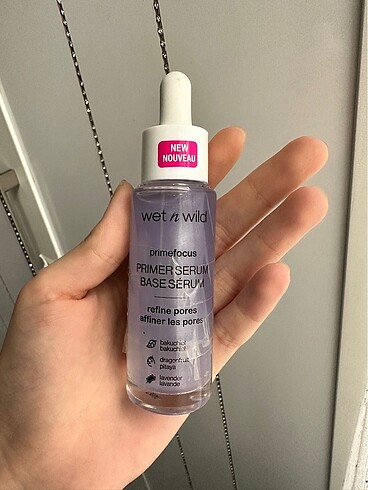 NEW
NOUVEAU
wet n wild
primefocus
PRIMER SERUM
BASE SÉRUM
refine pores
affiner les pores
bakuchiol
bakuchiol
dragonfruit
pitaya
lavender
lavande